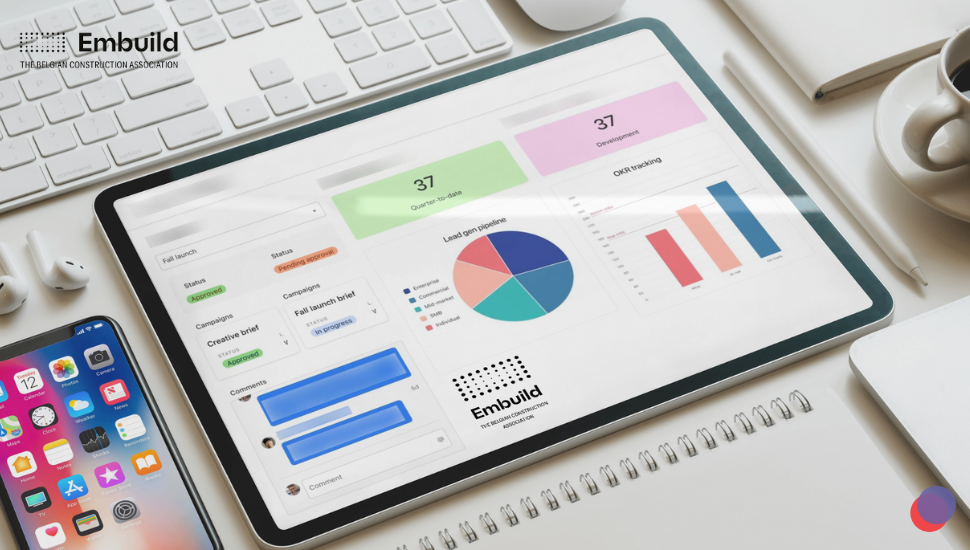 Embuild
THE BELGIAN CONSTRUCTION ASSOCIATION
37
Quarter-to-date
37
Development
Fall launch
Status
Approved
Status
Pending approval
Campaigns
Creative brief
STATUS
Approved
Campaigns
Fall launch brief
STATUS
In progress
Comments
6d
Comment
Lead gen pipeline
Enterprise
Commercial
Mid-market
SMB
Individual
OKR tracking
Embuild
THE BELGIAN CONSTRUCTION
ASSOCIATION
Tuesday
12
Calendar
Photos
Camera
Maps
Clock
Weather
News
Home
Notes
Stocks
Reminders
TV
App Store
Books